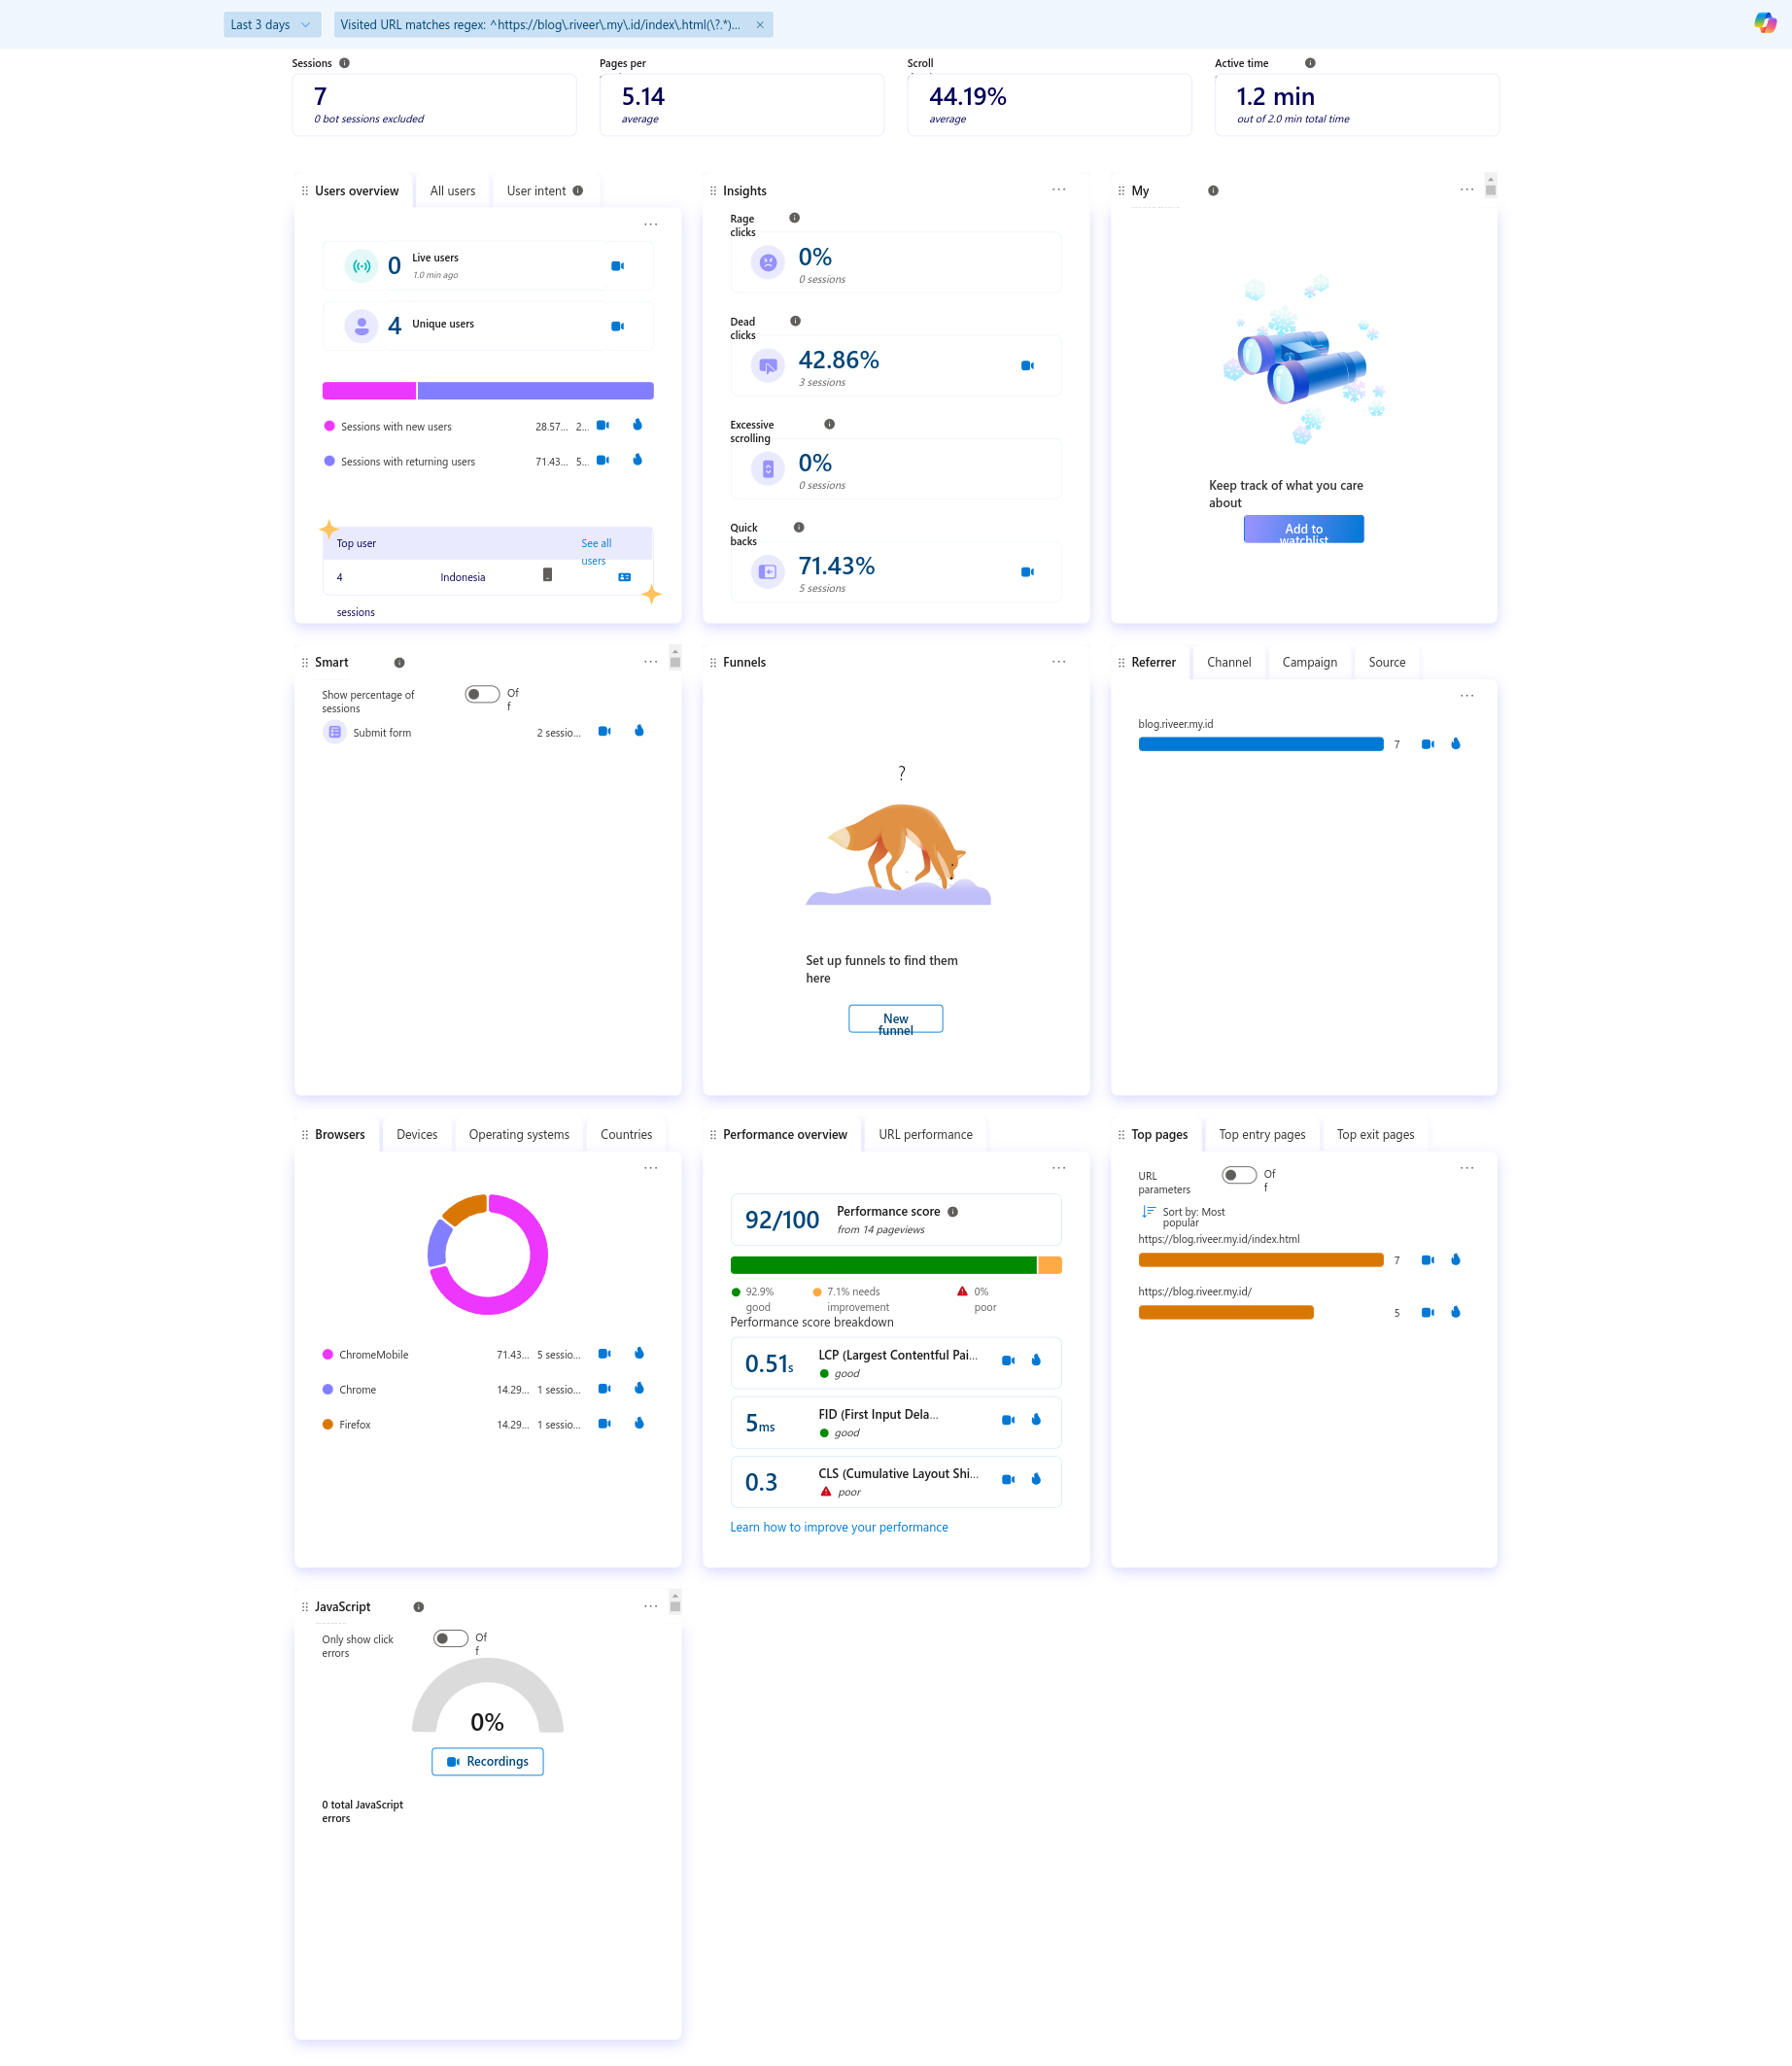 Last 3 days
Visited URL matches regex: ^https://blog\.riveer\.my\.id/index\.html(\?.*)...
Sessions
7
0 bot sessions excluded
Pages per
5.14
average
Scroll
44.19%
average
Active time
1.2 min
out of 2.0 min total time
Users overview
All users
User intent
0
Live users
1.0 min ago
4
Unique users
Sessions with new users 28.57... 2...
Sessions with returning users 71.43... 5...
Top user
See all
users
4
Indonesia
sessions
Insights
Rage
clicks
0%
0 sessions
Dead
clicks
42.86%
3 sessions
Excessive
scrolling
0%
0 sessions
Quick
backs
71.43%
5 sessions
My
Keep track of what you care
about
Add to
watchlist
Smart
Show percentage of
sessions
Of
f
Submit form 2 sessio...
Funnels
?
Set up funnels to find them
here
New
funnel
Referrer
Channel
Campaign
Source
blog.riveer.my.id
7
Browsers
Devices
Operating systems
Countries
ChromeMobile 71.43... 5 sessio...
Chrome 14.29... 1 sessio...
Firefox 14.29... 1 sessio...
Performance overview
URL performance
92/100
Performance score
from 14 pageviews
92.9%
good
7.1% needs
improvement
0%
poor
Performance score breakdown
0.51s
LCP (Largest Contentful Pai...
good
5ms
FID (First Input Dela...
good
0.3
CLS (Cumulative Layout Shi...
poor
Learn how to improve your performance
Top pages
Top entry pages
Top exit pages
URL
parameters
Of
f
Sort by: Most
popular
https://blog.riveer.my.id/index.html
7
https://blog.riveer.my.id/
5
JavaScript
Only show click
errors
Of
f
0%
Recordings
0 total JavaScript
errors